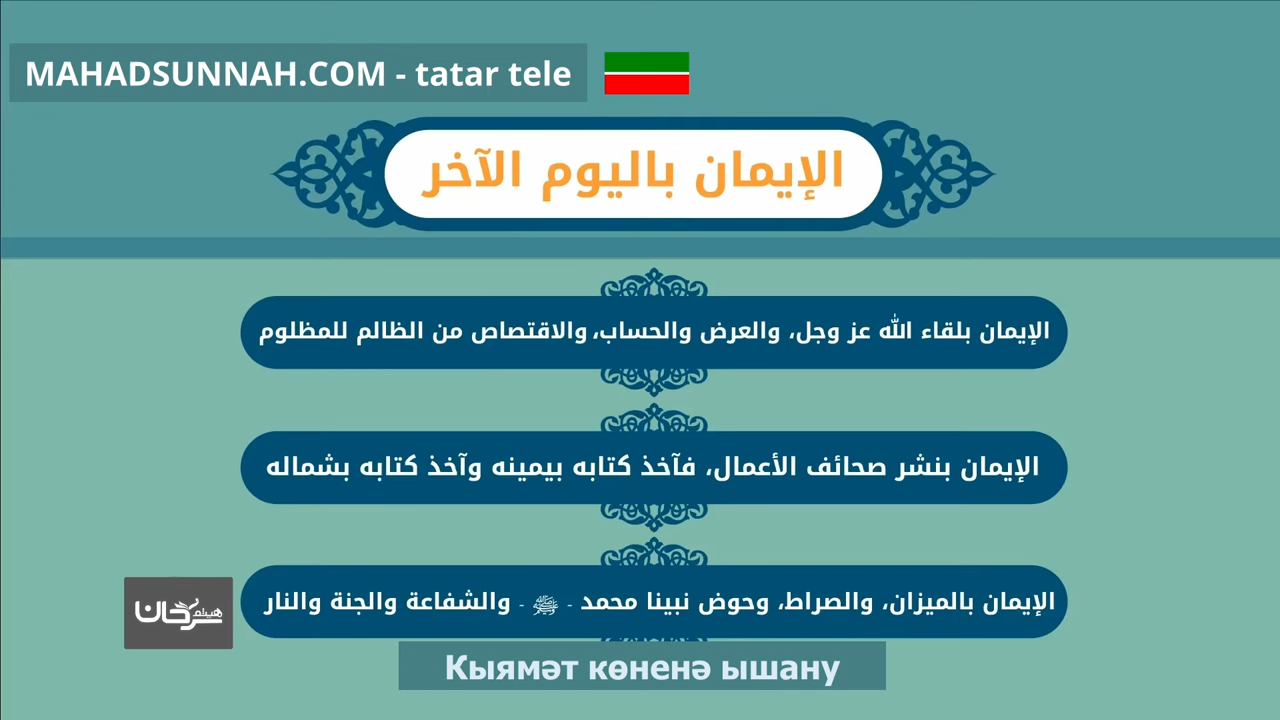 MAHADSUNNAH.COM - tatar tele
الإيمان باليوم الآخر
الإيمان بلقاء الله عز وجل، والعرض والحساب، والاقتصاص من الظالم للمظلوم
الإيمان بنشر صحائف الأعمال، فآخذ كتابه بيمينه وآخذ كتابه بشماله
الإيمان بالميزان، والصراط، وحوض نبينا محمد - ﷺ - والشفاعة والجنة والنار
هيثم سرحان
Кыямәт көненә ышану